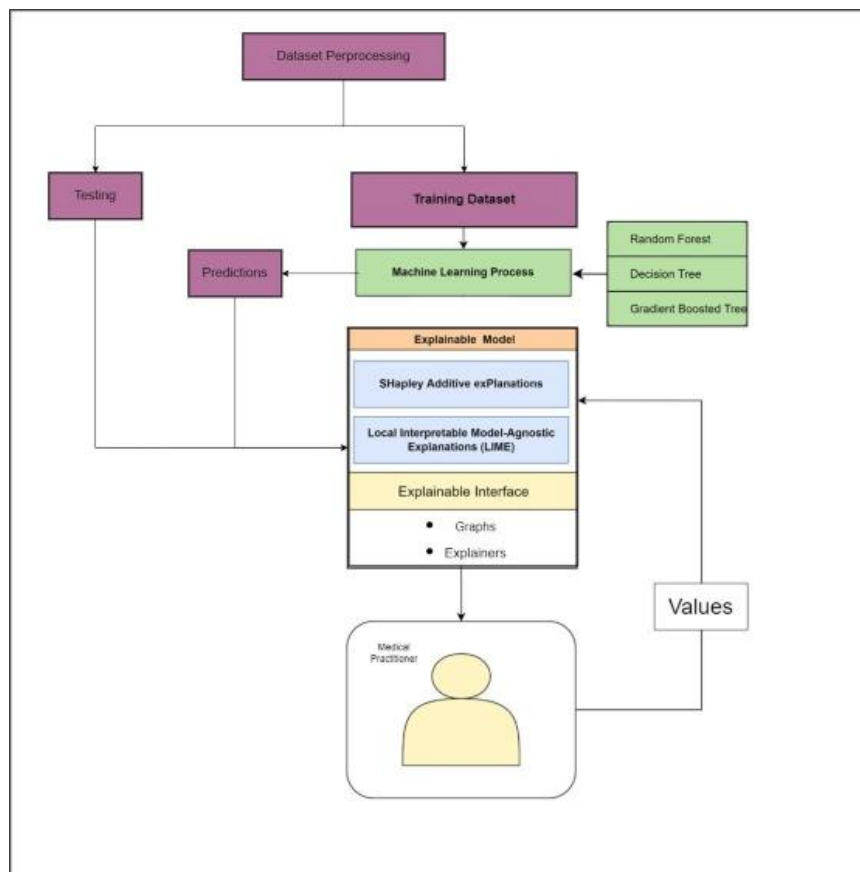 Dataset Perprocessing
Testing
Training Dataset
Random Forest
Predictions
Machine Learning Process
Decision Tree
Gradient Boosted Tree
Explainable Model
SHapley Additive exPlanations
Local Interpretable Model-Agnostic
Explanations (LIME)
Explainable Interface
• Graphs
• Explainers
Values
Medical
Practitioner